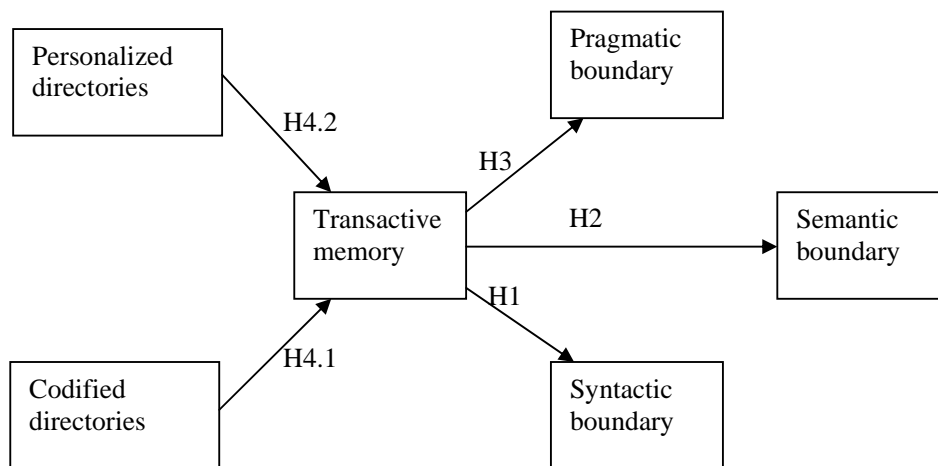 Personalized
directories
Pragmatic
boundary
H4.2
H3
Transactive
memory
H2
Semantic
boundary
H1
H4.1
Codified
directories
Syntactic
boundary